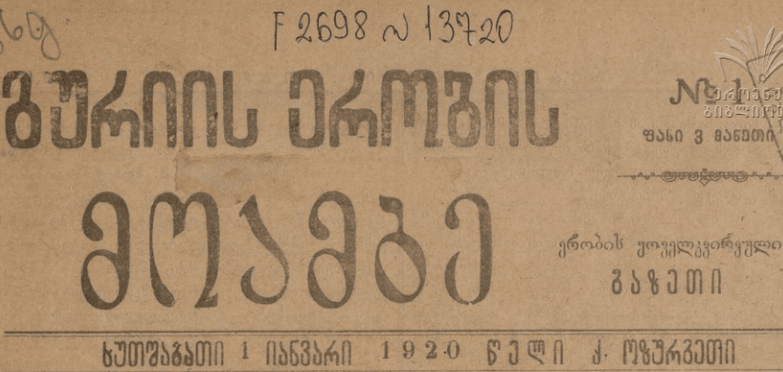 F 2698 № 13720
გურიის ერობის
№ 1
ფასი 3 მანეთი
მოამბე
ერობის ყოველკვირეული
გაზეთი
ხუთშაბათი 1 იანვარი 1920 წელი ქ. ოზურგეთი